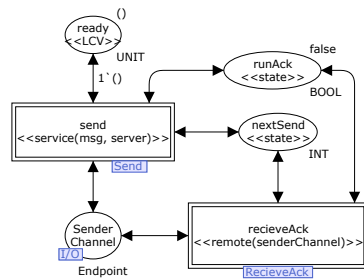 ()
ready
<<LCV>>
UNIT
1`()
false
runAck
<<state>>
BOOL
send
<<service(msg, server)>>
Send
nextSend
<<state>>
INT
Sender
Channel
I/O
Endpoint
recieveAck
<<remote(senderChannel)>>
RecieveAck